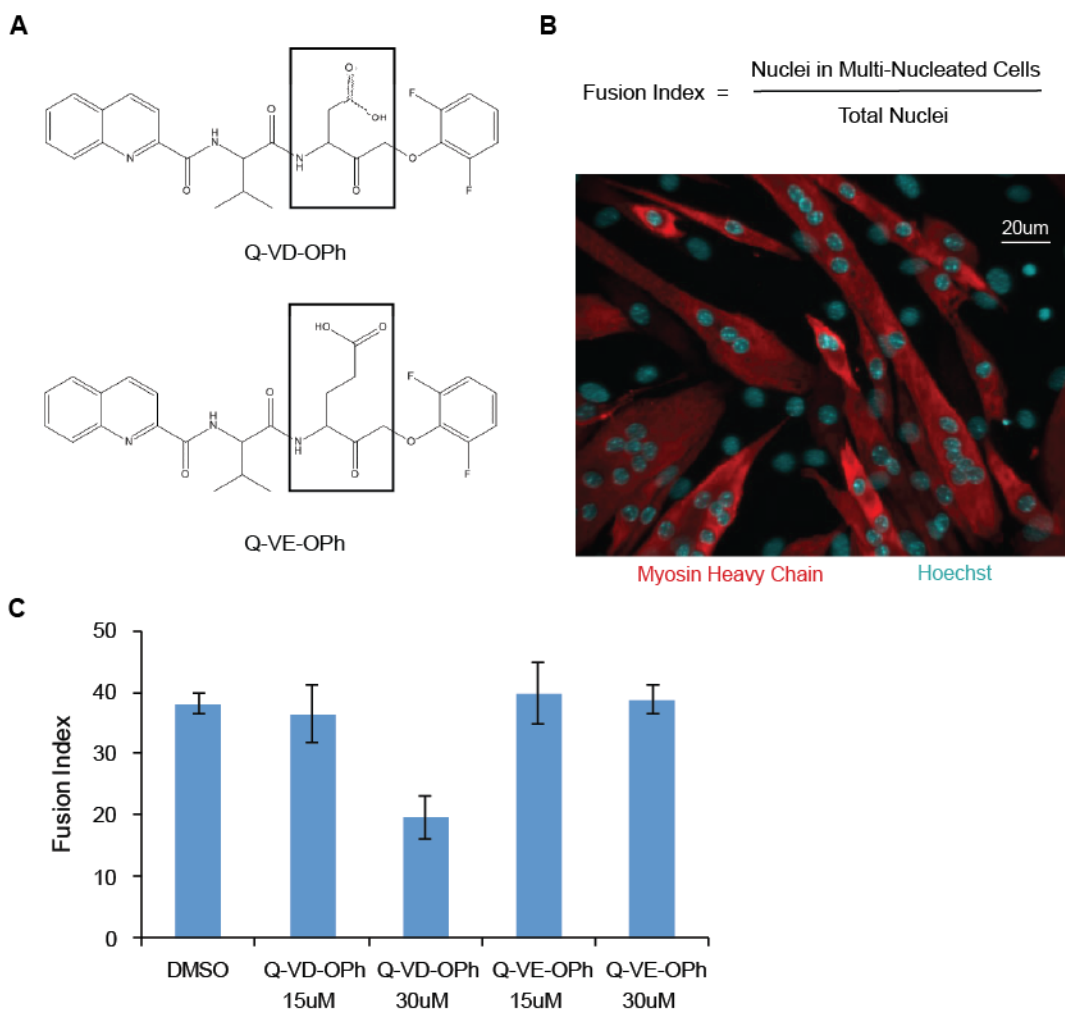 A
O
OH
F
O
H
N
O
N
O
N
H
O
O
F
Q-VD-OPh
HO
O
F
O
H
N
O
N
O
N
H
O
O
F
Q-VE-OPh
B
Fusion Index = Nuclei in Multi-Nucleated Cells
Total Nuclei
20um
Myosin Heavy Chain Hoechst
C
Fusion Index
50
40
30
20
10
0
DMSO Q-VD-OPh Q-VD-OPh Q-VE-OPh Q-VE-OPh
15uM 30uM 15uM 30uM